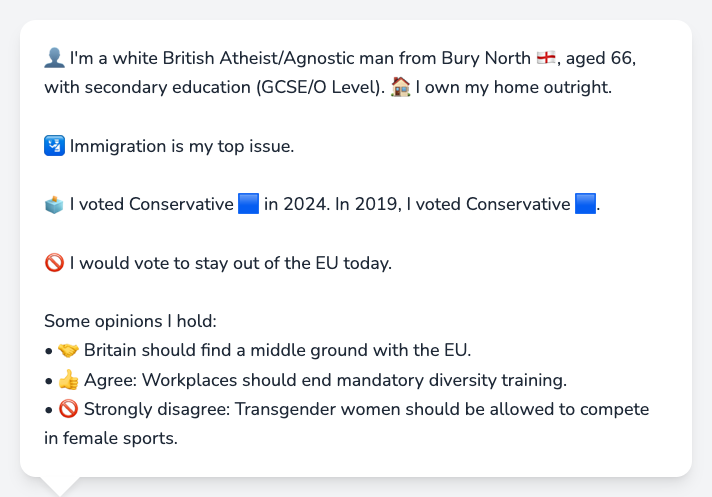 👤 I'm a white British Atheist/Agnostic man from Bury North 🏴󠁧󠁢󠁥󠁮󠁧󠁿, aged 66,
with secondary education (GCSE/O Level). 🏠 I own my home outright.
🛂 Immigration is my top issue.
🗳️ I voted Conservative 🟦 in 2024. In 2019, I voted Conservative 🟦.
🚫 I would vote to stay out of the EU today.
Some opinions I hold:
• 🤝 Britain should find a middle ground with the EU.
• 👍 Agree: Workplaces should end mandatory diversity training.
• 🚫 Strongly disagree: Transgender women should be allowed to compete
in female sports.